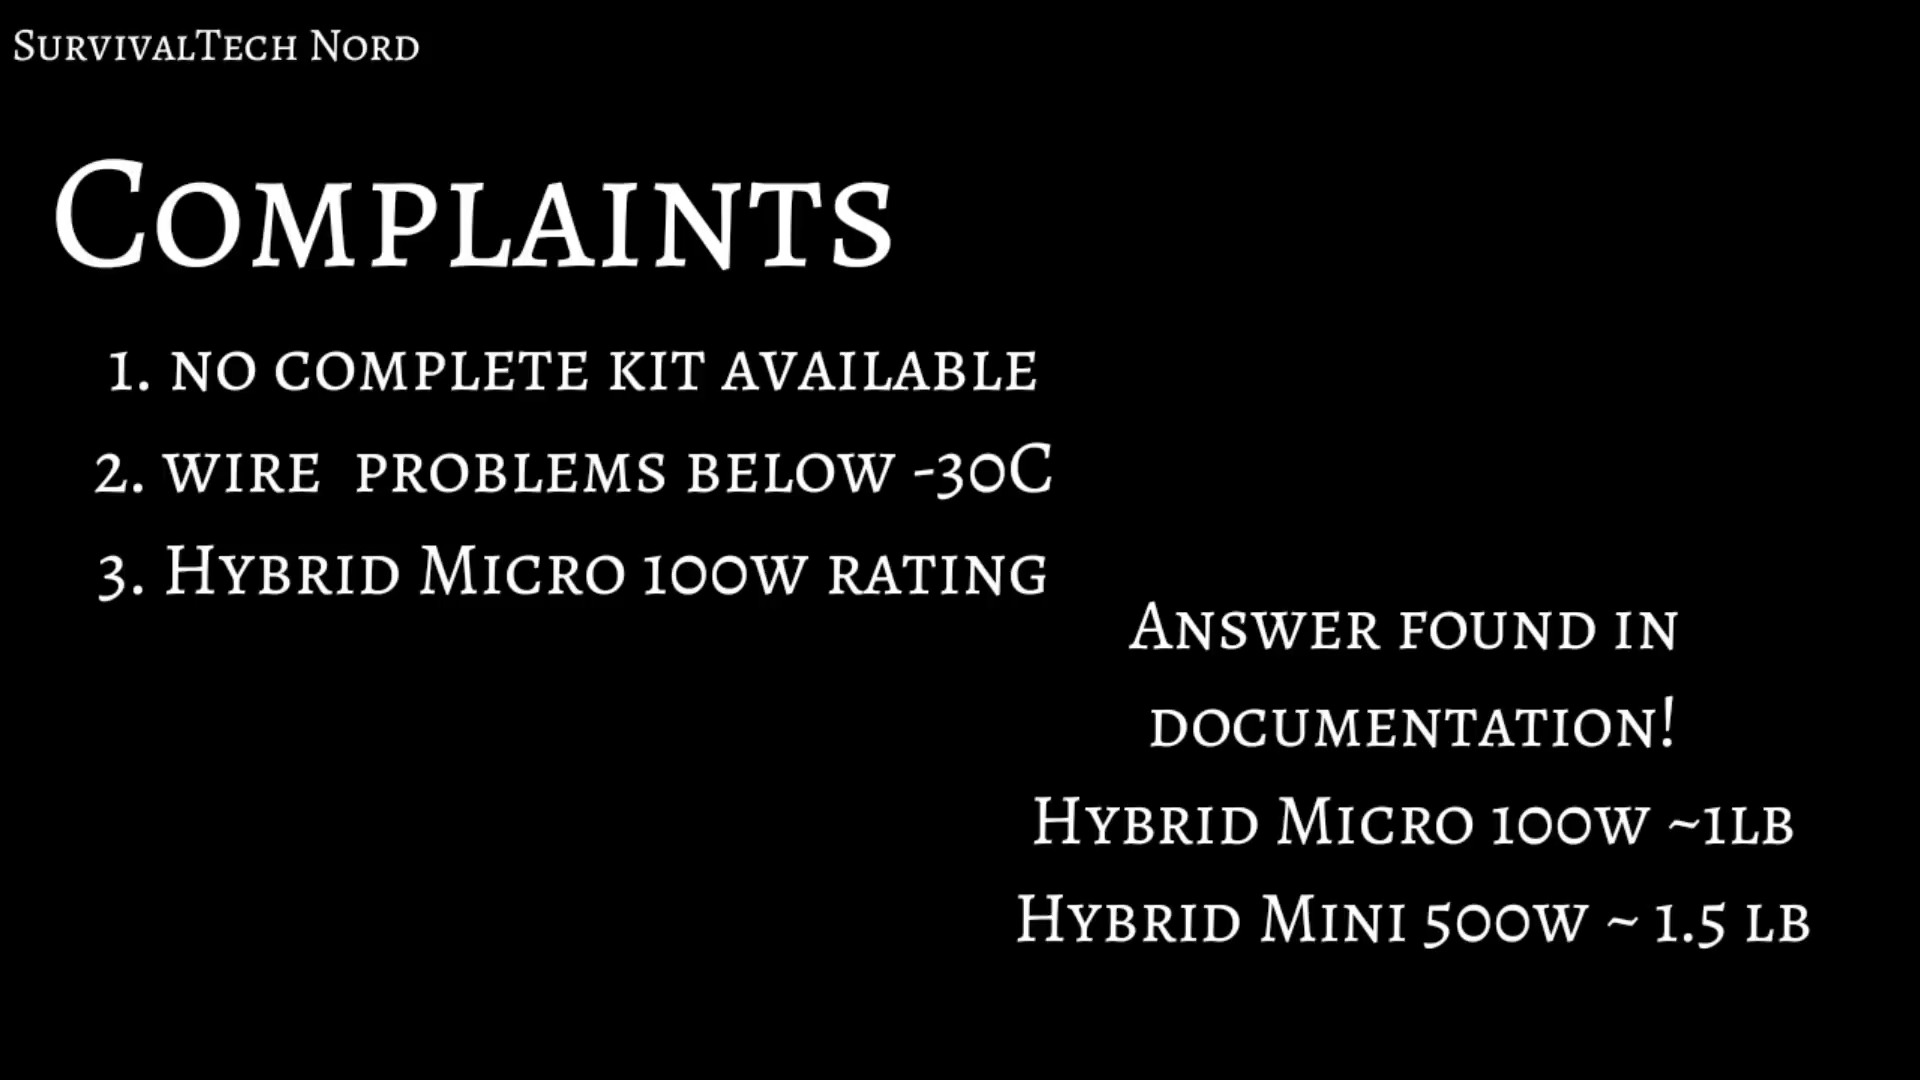 SurvivalTech Nord
Complaints
1. no complete kit available
2. wire problems below -30C
3. Hybrid Micro 100w rating
Answer found in
documentation!
Hybrid Micro 100w ~1lb
Hybrid Mini 500w ~ 1.5 lb